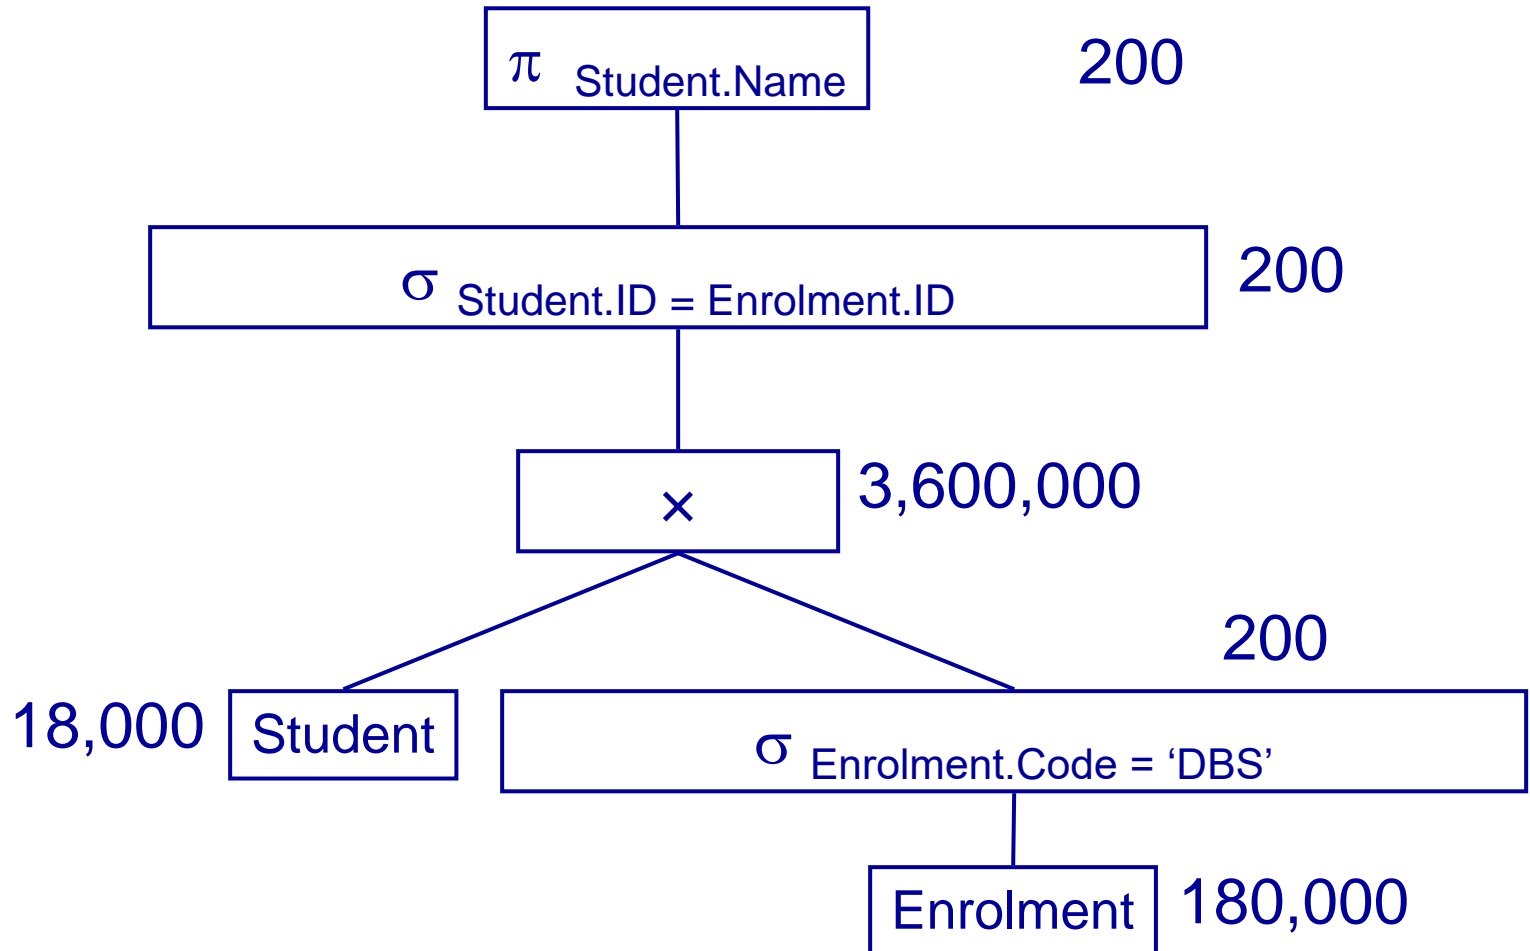 π Student.Name
200
σ Student.ID = Enrolment.ID
200
×
3,600,000
200
18,000
Student
σ Enrolment.Code = ‘DBS’
Enrolment
180,000